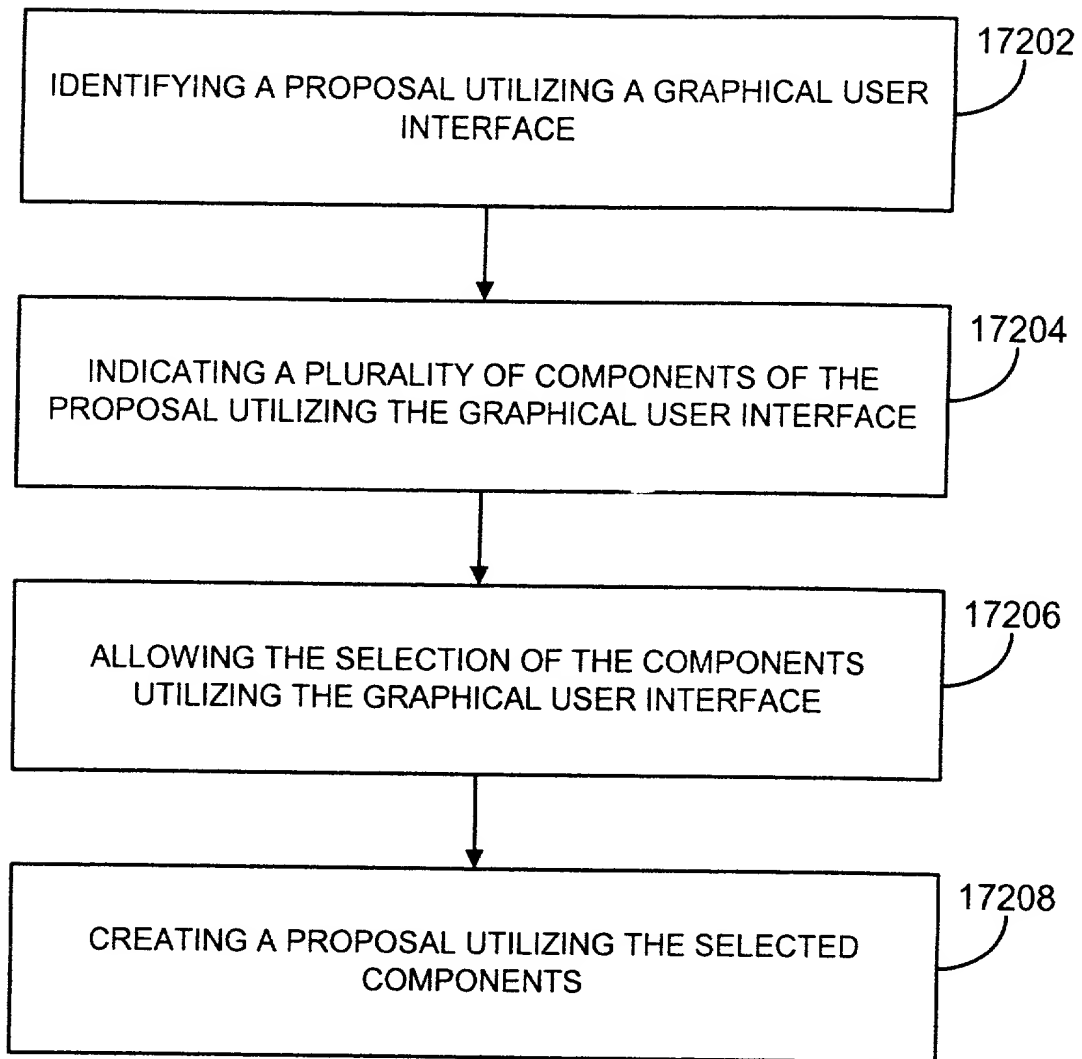 17202
IDENTIFYING A PROPOSAL UTILIZING A GRAPHICAL USER
INTERFACE
17204
INDICATING A PLURALITY OF COMPONENTS OF THE
PROPOSAL UTILIZING THE GRAPHICAL USER INTERFACE
17206
ALLOWING THE SELECTION OF THE COMPONENTS
UTILIZING THE GRAPHICAL USER INTERFACE
17208
CREATING A PROPOSAL UTILIZING THE SELECTED
COMPONENTS